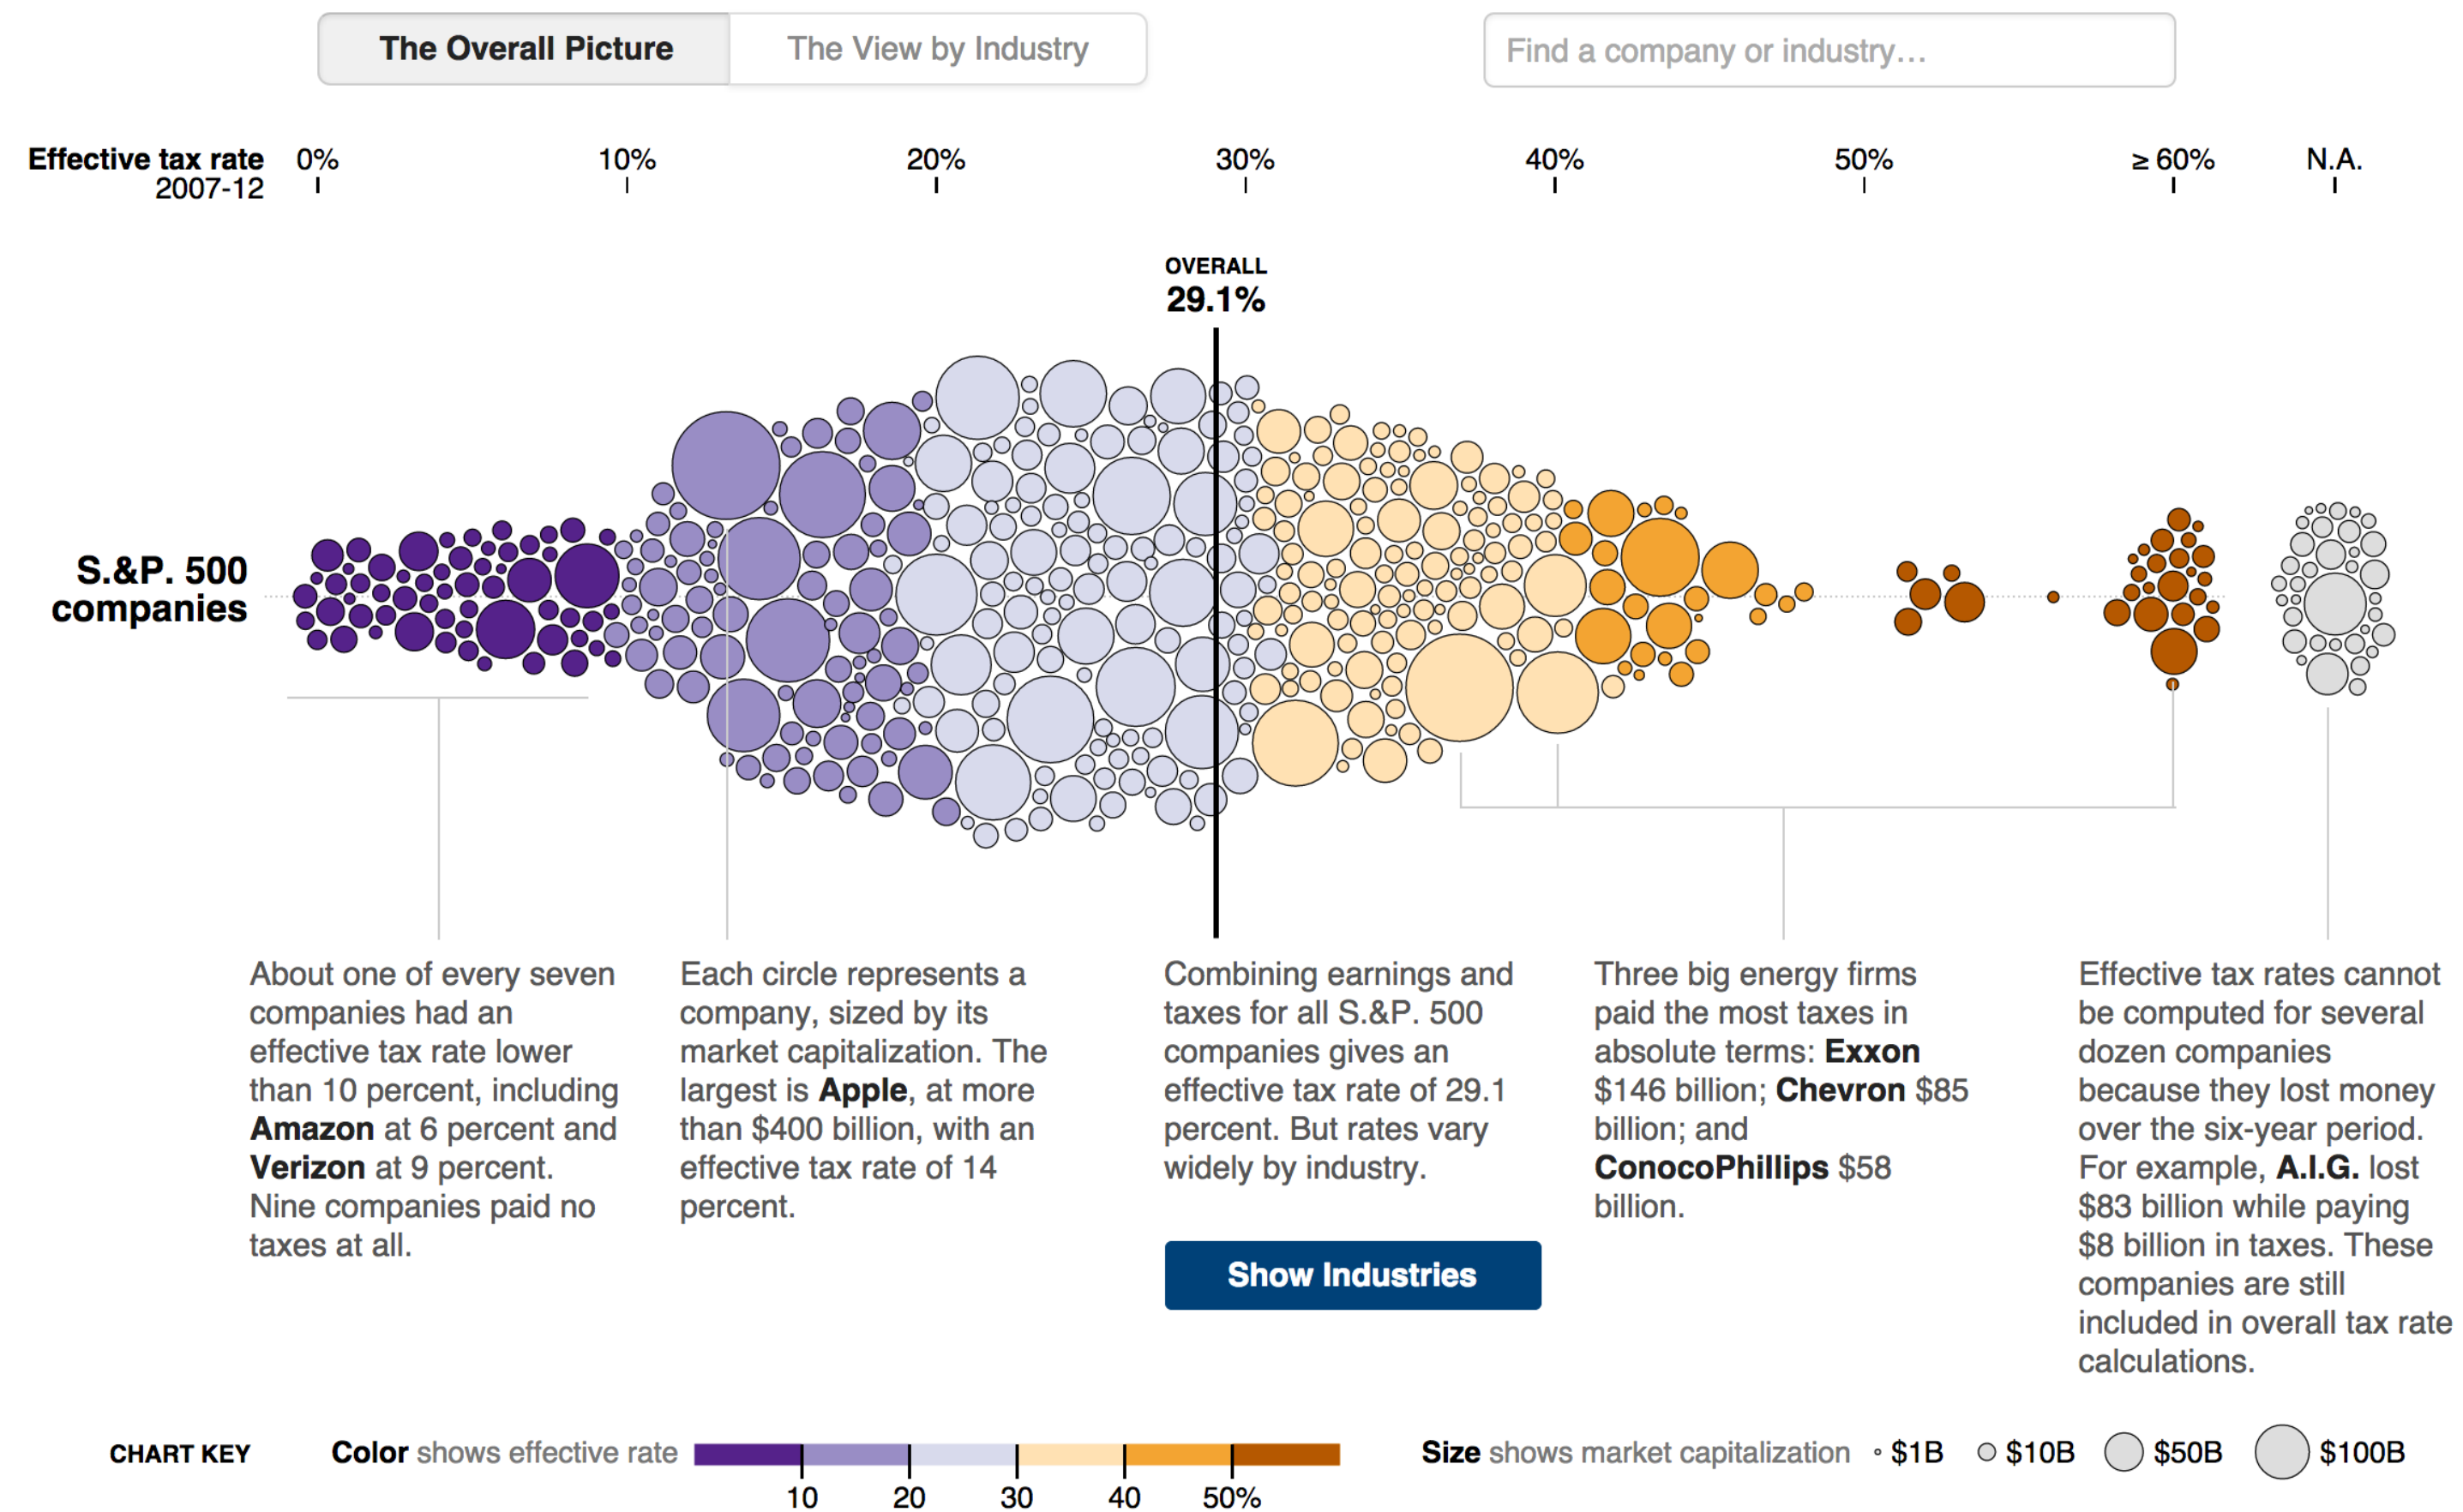 The Overall Picture
The View by Industry
Find a company or industry...
Effective tax rate
2007-12
0%
10%
20%
30%
40%
50%
≥ 60%
N.A.
OVERALL
29.1%
S.&P. 500
companies
About one of every seven
companies had an
effective tax rate lower
than 10 percent, including
Amazon at 6 percent and
Verizon at 9 percent.
Nine companies paid no
taxes at all.
Each circle represents a
company, sized by its
market capitalization. The
largest is Apple, at more
than $400 billion, with an
effective tax rate of 14
percent.
Combining earnings and
taxes for all S.&P. 500
companies gives an
effective tax rate of 29.1
percent. But rates vary
widely by industry.
Show Industries
Three big energy firms
paid the most taxes in
absolute terms: Exxon
$146 billion; Chevron $85
billion; and
ConocoPhillips $58
billion.
Effective tax rates cannot
be computed for several
dozen companies
because they lost money
over the six-year period.
For example, A.I.G. lost
$83 billion while paying
$8 billion in taxes. These
companies are still
included in overall tax rate
calculations.
CHART KEY
Color shows effective rate
10
20
30
40
50%
Size shows market capitalization
$1B
$10B
$50B
$100B